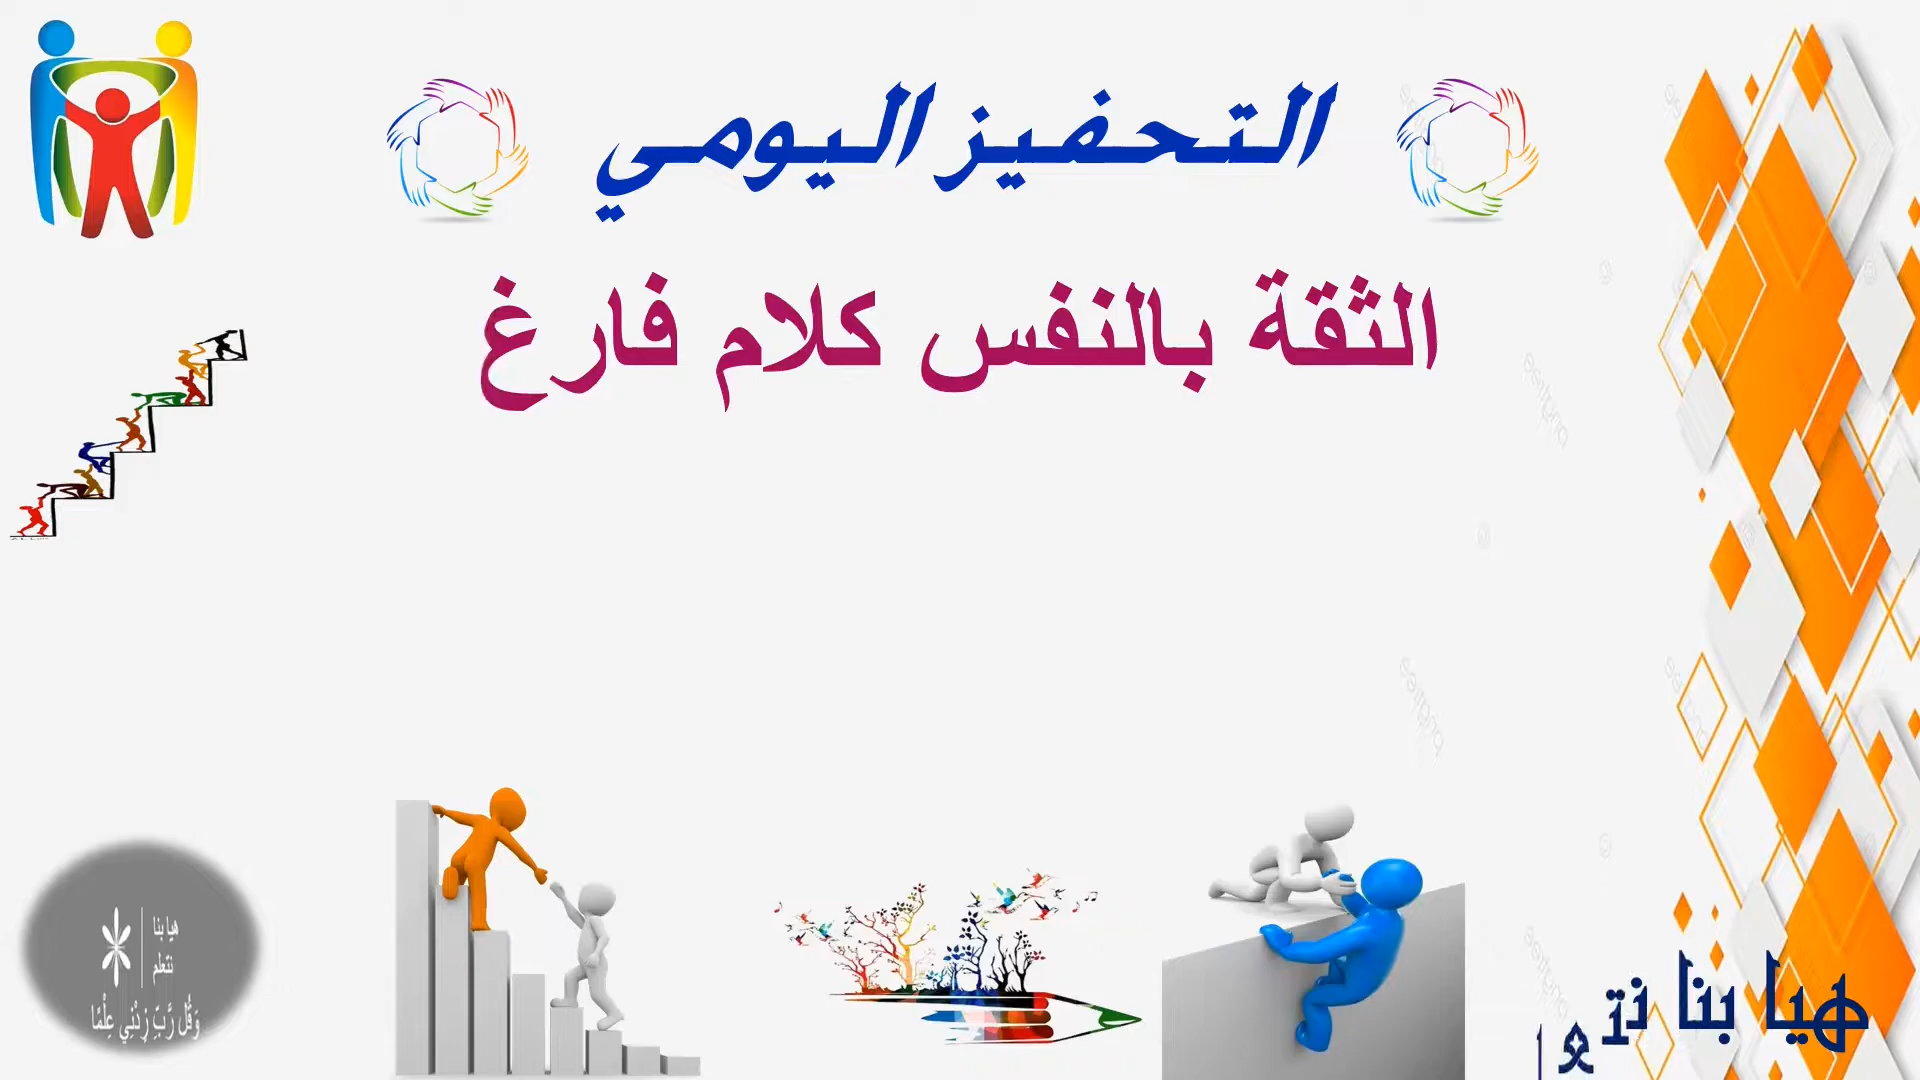 التحفيز اليومي
الثقة بالنفس كلام فارغ
هيا بنا
نتعلم
وَقُل رَّبِّ زِدْنِي عِلْمًا
هيا بنا